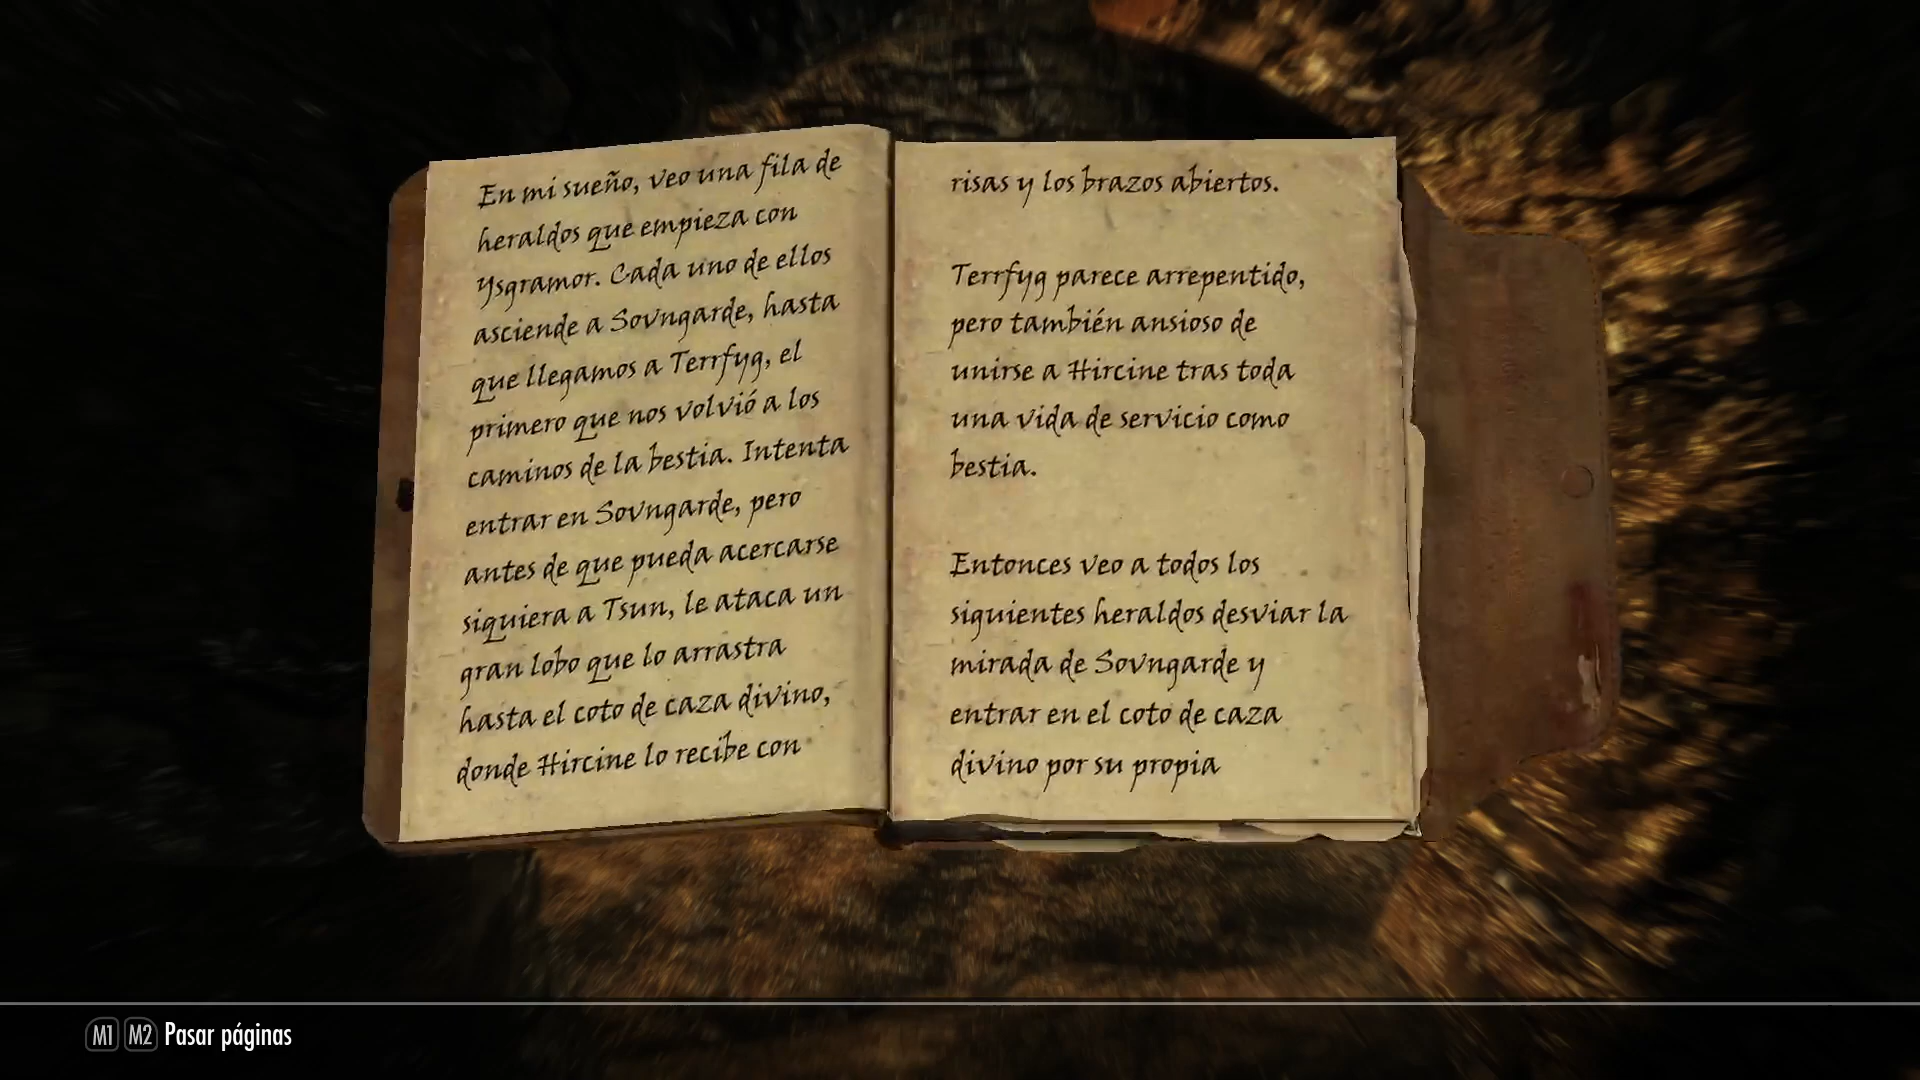 En mi sueño, veo una fila de
heraldos que empieza con
Ysgramor. Cada uno de ellos
asciende a Sovngarde, hasta
que llegamos a Terrfyg, el
primero que nos volvió a los
caminos de la bestia. Intenta
entrar en Sovngarde, pero
antes de que pueda acercarse
siquiera a Tsun, le ataca un
gran lobo que lo arrastra
hasta el coto de caza divino,
donde Hircine lo recibe con
risas y los brazos abiertos.
Terrfyg parece arrepentido,
pero también ansioso de
unirse a Hircine tras toda
una vida de servicio como
bestia.
Entonces veo a todos los
siguientes heraldos desviar la
mirada de Sovngarde y
entrar en el coto de caza
divino por su propia
M1 M2 Pasar páginas